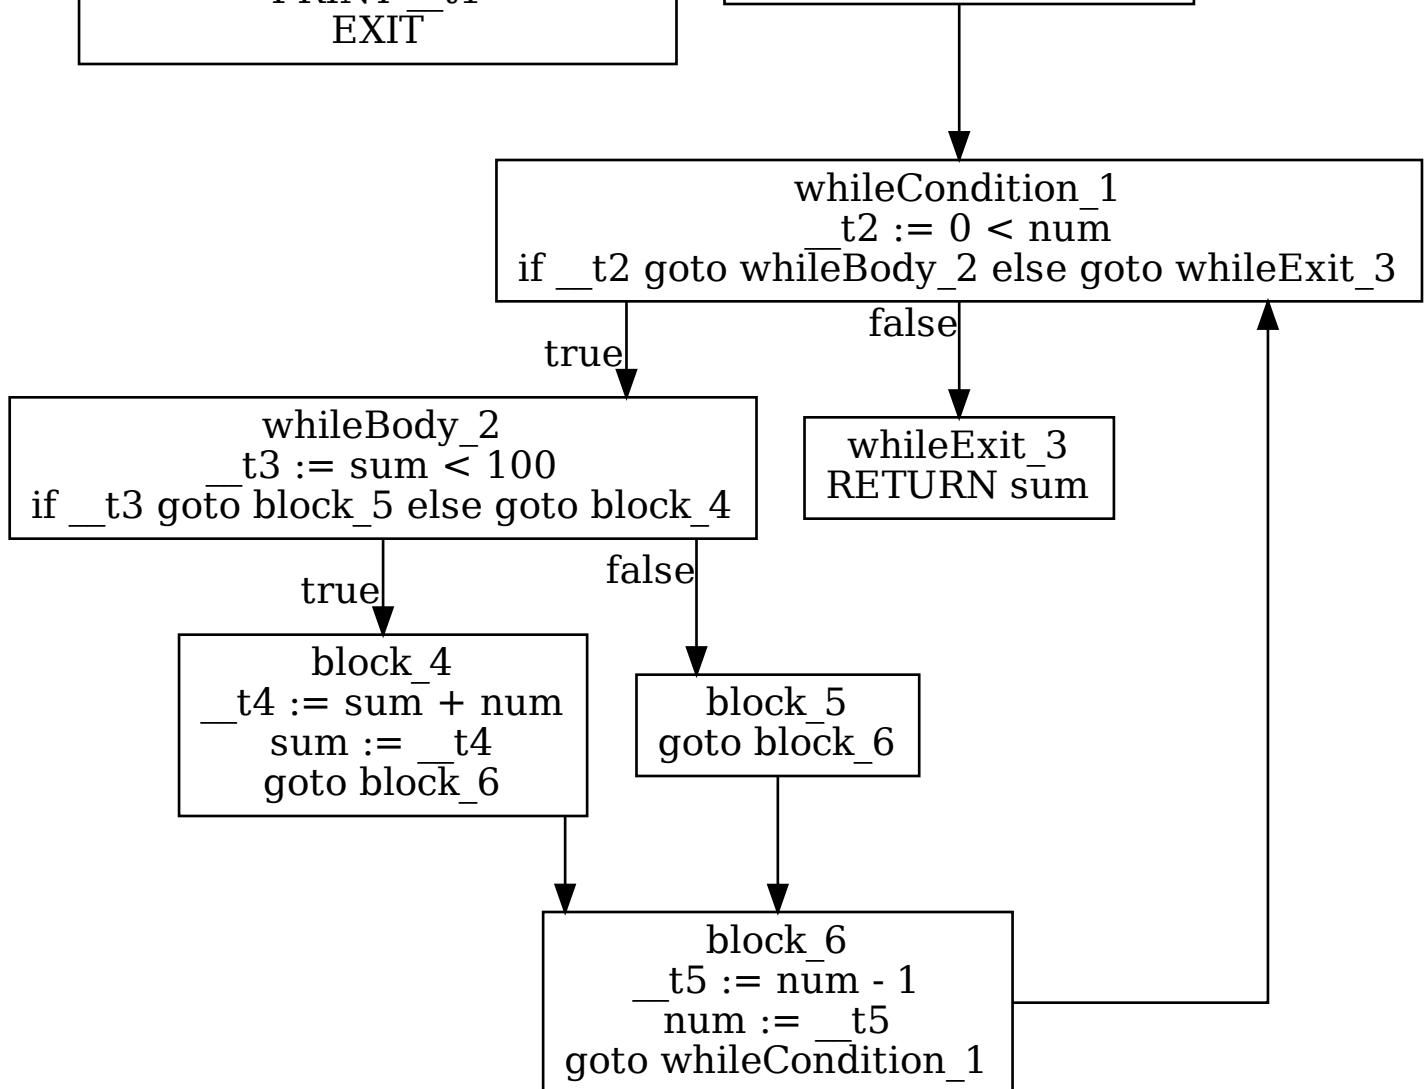 EXIT
whileCondition_1
__t2 := 0 < num
if __t2 goto whileBody_2 else goto whileExit_3
false
true
whileBody_2
__t3 := sum < 100
if __t3 goto block_5 else goto block_4
whileExit_3
RETURN sum
true
false
block_4
__t4 := sum + num
sum := __t4
goto block_6
block_5
goto block_6
block_6
__t5 := num - 1
num := __t5
goto whileCondition_1